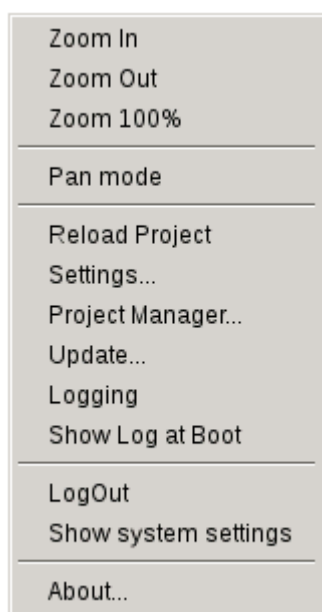 Zoom In
Zoom Out
Zoom 100%
Pan mode
Reload Project
Settings...
Project Manager...
Update...
Logging
Show Log at Boot
LogOut
Show system settings
About...